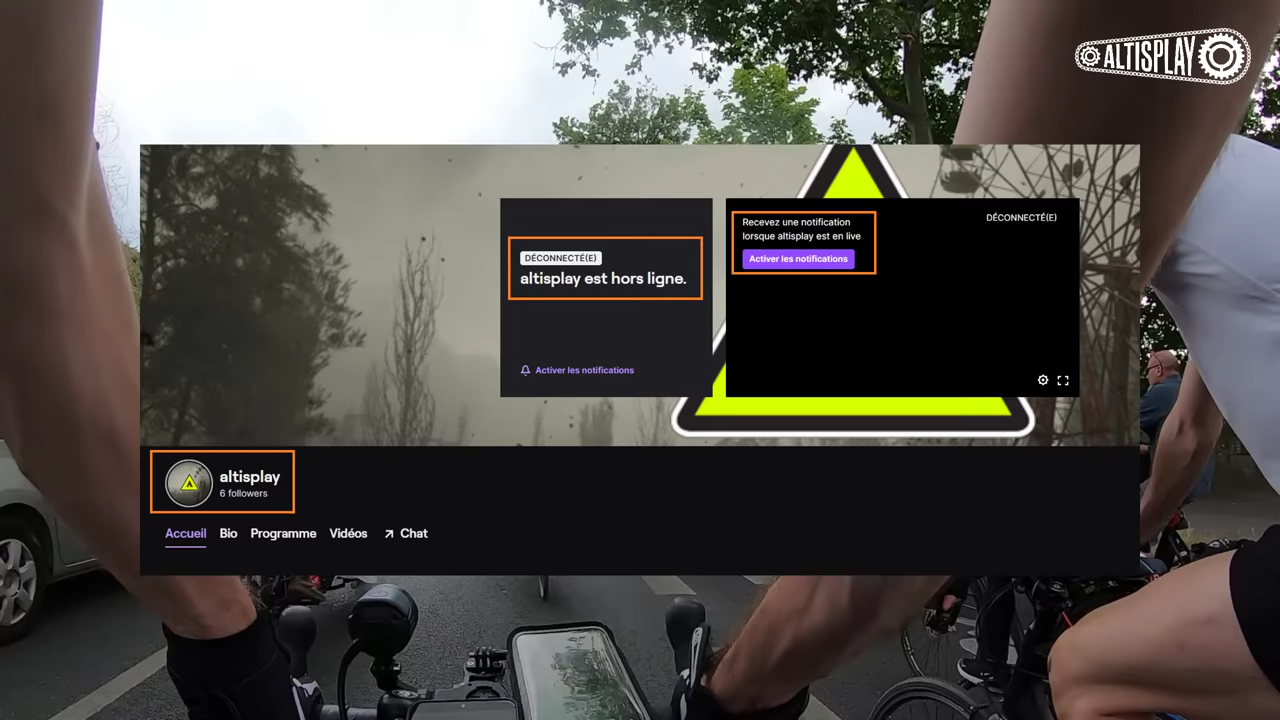 ALTISPLAY
DÉCONNECTÉ(E)
altisplay est hors ligne.
Activer les notifications
Recevez une notification
lorsque altisplay est en live
Activer les notifications
DÉCONNECTÉ(E)
altisplay
6 followers
Accueil Bio Programme Vidéos Chat